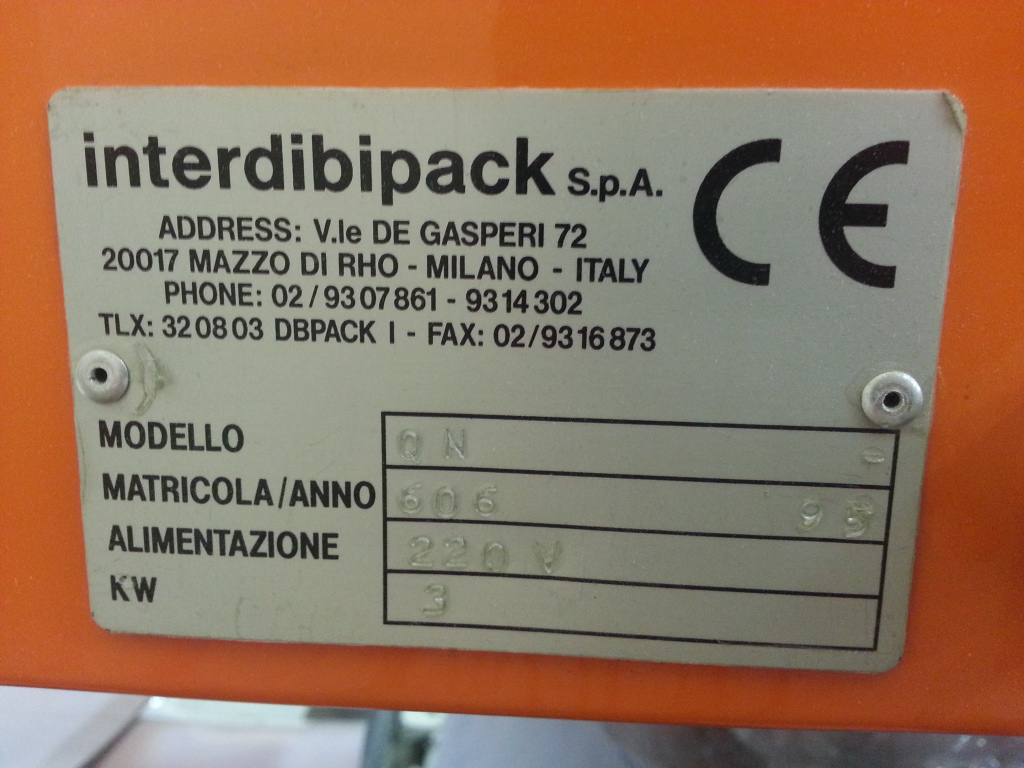 interdibipack S.p.A. CE
ADDRESS: V.le DE GASPERI 72
20017 MAZZO DI RHO - MILANO - ITALY
PHONE: 02/9307861 - 9314302
TLX: 320803 DBPACK I - FAX: 02/9316873
MODELLO QN -
MATRICOLA/ANNO 606 95
ALIMENTAZIONE 220 V
KW 3